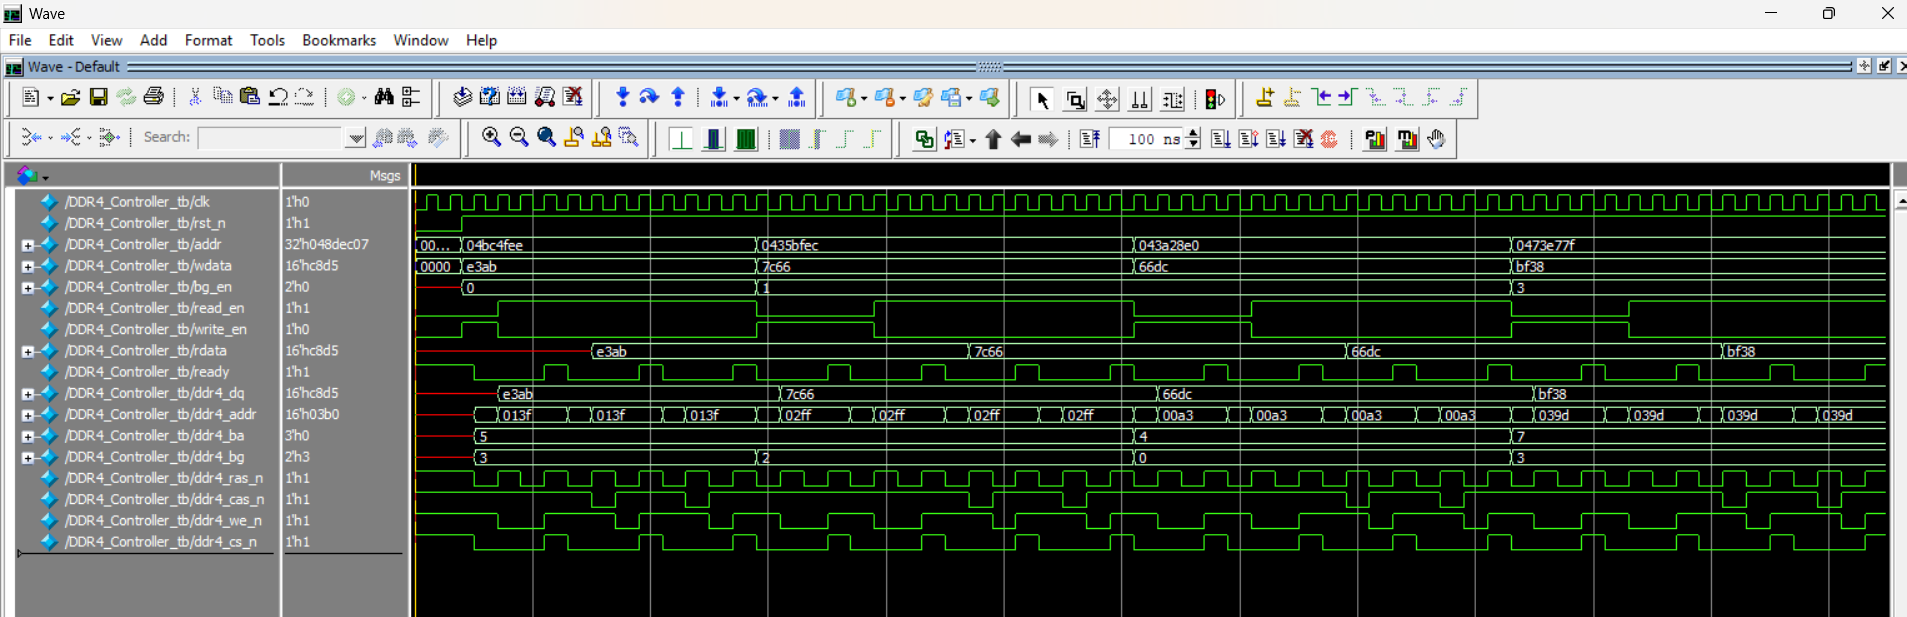 Wave
File Edit View Add Format Tools Bookmarks Window Help
Wave - Default
Search:
100 ns
Msgs
/DDR4_Controller_tb/clk 1'h0
/DDR4_Controller_tb/rst_n 1'h1
/DDR4_Controller_tb/addr 32'h048dec07 00... 04bc4fee 0435bfec 043a28e0 0473e77f
/DDR4_Controller_tb/wdata 16'hc8d5 0000 e3ab 7c66 66dc bf38
/DDR4_Controller_tb/bg_en 2'h0 0 1 3
/DDR4_Controller_tb/read_en 1'h1
/DDR4_Controller_tb/write_en 1'h0
/DDR4_Controller_tb/rdata 16'hc8d5 e3ab 7c66 66dc bf38
/DDR4_Controller_tb/ready 1'h1
/DDR4_Controller_tb/ddr4_dq 16'hc8d5 e3ab 7c66 66dc bf38
/DDR4_Controller_tb/ddr4_addr 16'h03b0 013f 013f 013f 02ff 02ff 02ff 02ff 00a3 00a3 00a3 00a3 039d 039d 039d 039d
/DDR4_Controller_tb/ddr4_ba 3'h0 5 4 7
/DDR4_Controller_tb/ddr4_bg 2'h3 3 2 0 3
/DDR4_Controller_tb/ddr4_ras_n 1'h1
/DDR4_Controller_tb/ddr4_cas_n 1'h1
/DDR4_Controller_tb/ddr4_we_n 1'h1
/DDR4_Controller_tb/ddr4_cs_n 1'h1